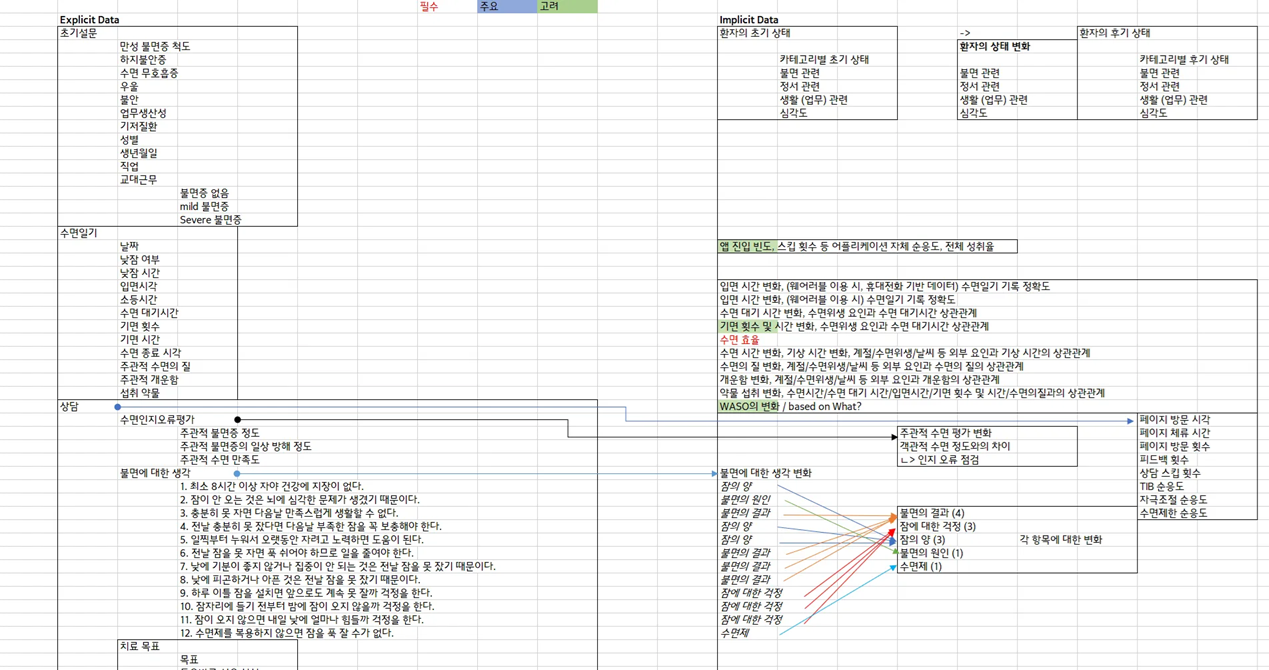 필수 주요 고려
Explicit Data
초기설문
만성 불면증 척도
하지불안증
수면 무호흡증
우울
불안
업무생산성
기저질환
성별
생년월일
직업
교대근무
불면증 없음
mild 불면증
Severe 불면증
수면일기
날짜
낮잠 여부
낮잠 시간
입면시각
소등시간
수면 대기시간
기면 횟수
기면 시간
수면 종료 시각
주관적 수면의 질
주관적 개운함
섭취 약물
상담
수면인지오류평가
주관적 불면증 정도
주관적 불면증의 일상 방해 정도
주관적 수면 만족도
불면에 대한 생각
1. 최소 8시간 이상 자야 건강에 지장이 없다.
2. 잠이 안 오는 것은 뇌에 심각한 문제가 생겼기 때문이다.
3. 충분히 못 자면 다음날 만족스럽게 생활할 수 없다.
4. 전날 충분히 못 잤다면 다음날 부족한 잠을 꼭 보충해야 한다.
5. 일찍부터 누워서 오랫동안 자려고 노력하면 도움이 된다.
6. 전날 잠을 못 자면 푹 쉬어야 하므로 일을 줄여야 한다.
7. 낮에 기분이 좋지 않거나 집중이 안 되는 것은 전날 잠을 못 잤기 때문이다.
8. 낮에 피곤하거나 아픈 것은 전날 잠을 못 잤기 때문이다.
9. 하루 이틀 잠을 설치면 앞으로도 계속 못 잘까 걱정을 한다.
10. 잠자리에 들기 전부터 밤에 잠이 오지 않을까 걱정을 한다.
11. 잠이 오지 않으면 내일 낮에 얼마나 힘들까 걱정을 한다.
12. 수면제를 복용하지 않으면 잠을 푹 잘 수가 없다.
치료 목표
목표
Implicit Data
환자의 초기 상태
카테고리별 초기 상태
불면 관련
정서 관련
생활 (업무) 관련
심각도
->
환자의 상태 변화
불면 관련
정서 관련
생활 (업무) 관련
심각도
환자의 후기 상태
카테고리별 후기 상태
불면 관련
정서 관련
생활 (업무) 관련
심각도
앱 진입 빈도, 스킵 횟수 등 어플리케이션 자체 순응도, 전체 성취율
입면 시간 변화, (웨어러블 이용 시, 휴대전화 기반 데이터) 수면일기 기록 정확도
입면 시간 변화, (웨어러블 이용 시) 수면일기 기록 정확도
수면 대기 시간 변화, 수면위생 요인과 수면 대기시간 상관관계
기면 횟수 및 시간 변화, 수면위생 요인과 수면 대기시간 상관관계
수면 효율
수면 시간 변화, 기상 시간 변화, 계절/수면위생/날씨 등 외부 요인과 기상 시간의 상관관계
수면의 질 변화, 계절/수면위생/날씨 등 외부 요인과 수면의 질의 상관관계
개운함 변화, 계절/수면위생/날씨 등 외부 요인과 개운함의 상관관계
약물 섭취 변화, 수면시간/수면 대기 시간/입면시간/기면 횟수 및 시간/수면의질과의 상관관계
WASO의 변화 / based on What?
주관적 수면 평가 변화
객관적 수면 정도와의 차이
ㄴ> 인지 오류 점검
페이지 방문 시각
페이지 체류 시간
페이지 방문 횟수
피드백 횟수
상담 스킵 횟수
TIB 순응도
자극조절 순응도
수면제한 순응도
불면에 대한 생각 변화
잠의 양
불면의 원인
불면의 결과
잠의 양
잠의 양
불면의 결과
불면의 결과
불면의 결과
잠에 대한 걱정
잠에 대한 걱정
잠에 대한 걱정
수면제
불면의 결과 (4)
잠에 대한 걱정 (3)
잠의 양 (3)
불면의 원인 (1)
수면제 (1)
각 항목에 대한 변화